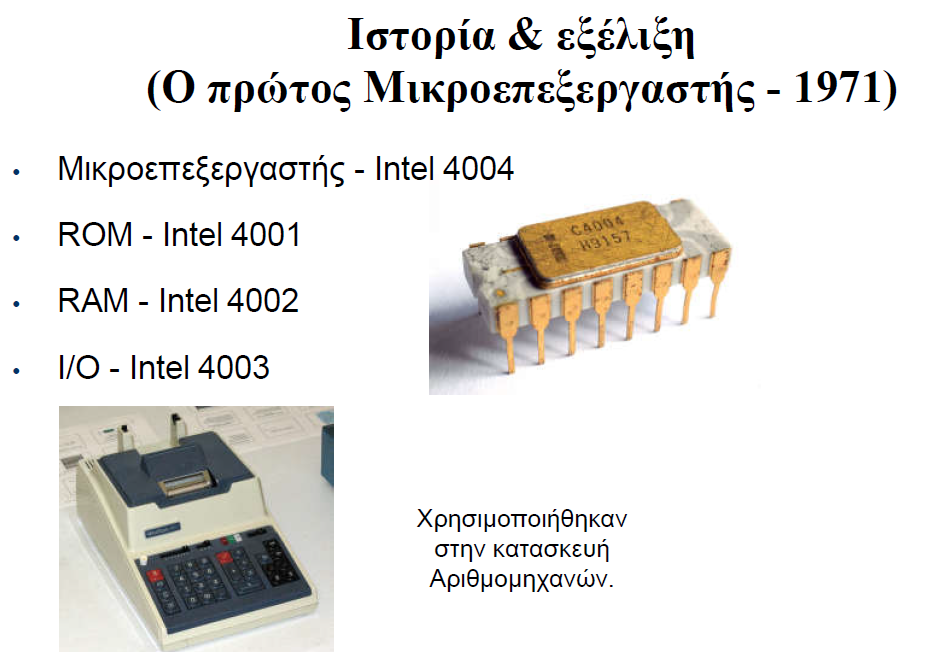 Ιστορία & εξέλιξη
(Ο πρώτος Μικροεπεξεργαστής - 1971)
• Μικροεπεξεργαστής - Intel 4004
• ROM - Intel 4001
• RAM - Intel 4002
• I/O - Intel 4003
C4004
H9157
Χρησιμοποιήθηκαν
στην κατασκευή
Αριθμομηχανών.